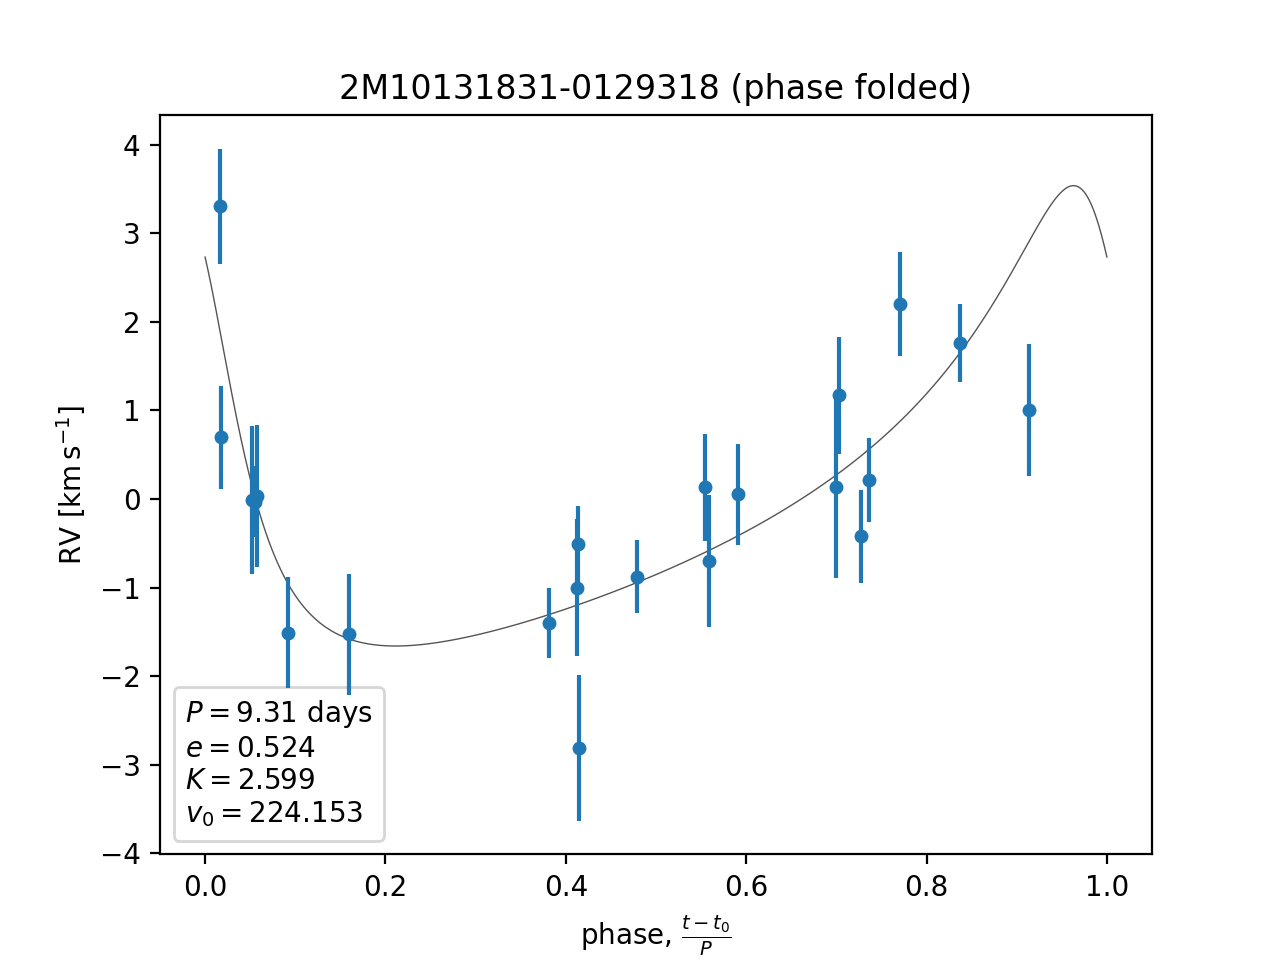 2M10131831-0129318 (phase folded)
4
3
2
1
0
−1
−2
−3
−4
RV [km s⁻¹]
P = 9.31 days
e = 0.524
K = 2.599
v₀ = 224.153
0.0 0.2 0.4 0.6 0.8 1.0
phase, (t − t₀)/P